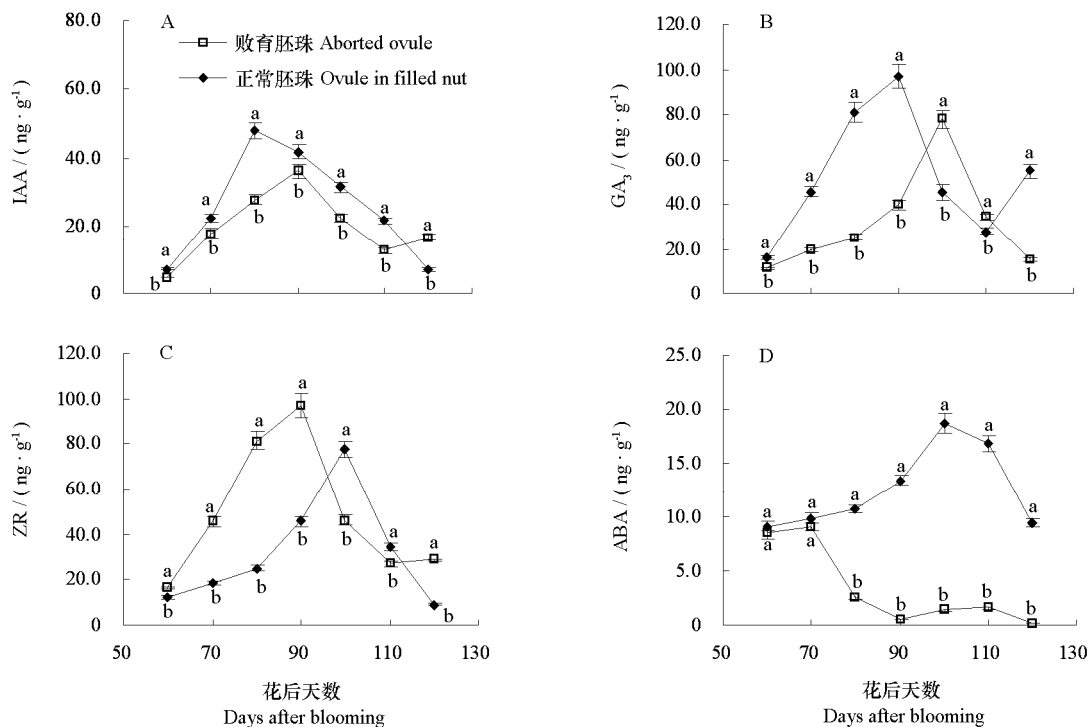 A
80.0
60.0
40.0
20.0
0
IAA / ( ng · g⁻¹)
败育胚珠 Aborted ovule
正常胚珠 Ovule in filled nut
a a a a a a a
b b b b b b b
B
120.0
100.0
80.0
60.0
40.0
20.0
0
GA₃ / ( ng · g⁻¹)
a a a a a a a
b b b b b b b
C
120.0
100.0
80.0
60.0
40.0
20.0
0
ZR / ( ng · g⁻¹)
a a a a a a a
b b b b b b b
50 70 90 110 130
花后天数
Days after blooming
D
25.0
20.0
15.0
10.0
5.0
0
ABA / ( ng · g⁻¹)
a a a a a a a
a a b b b b b
50 70 90 110 130
花后天数
Days after blooming